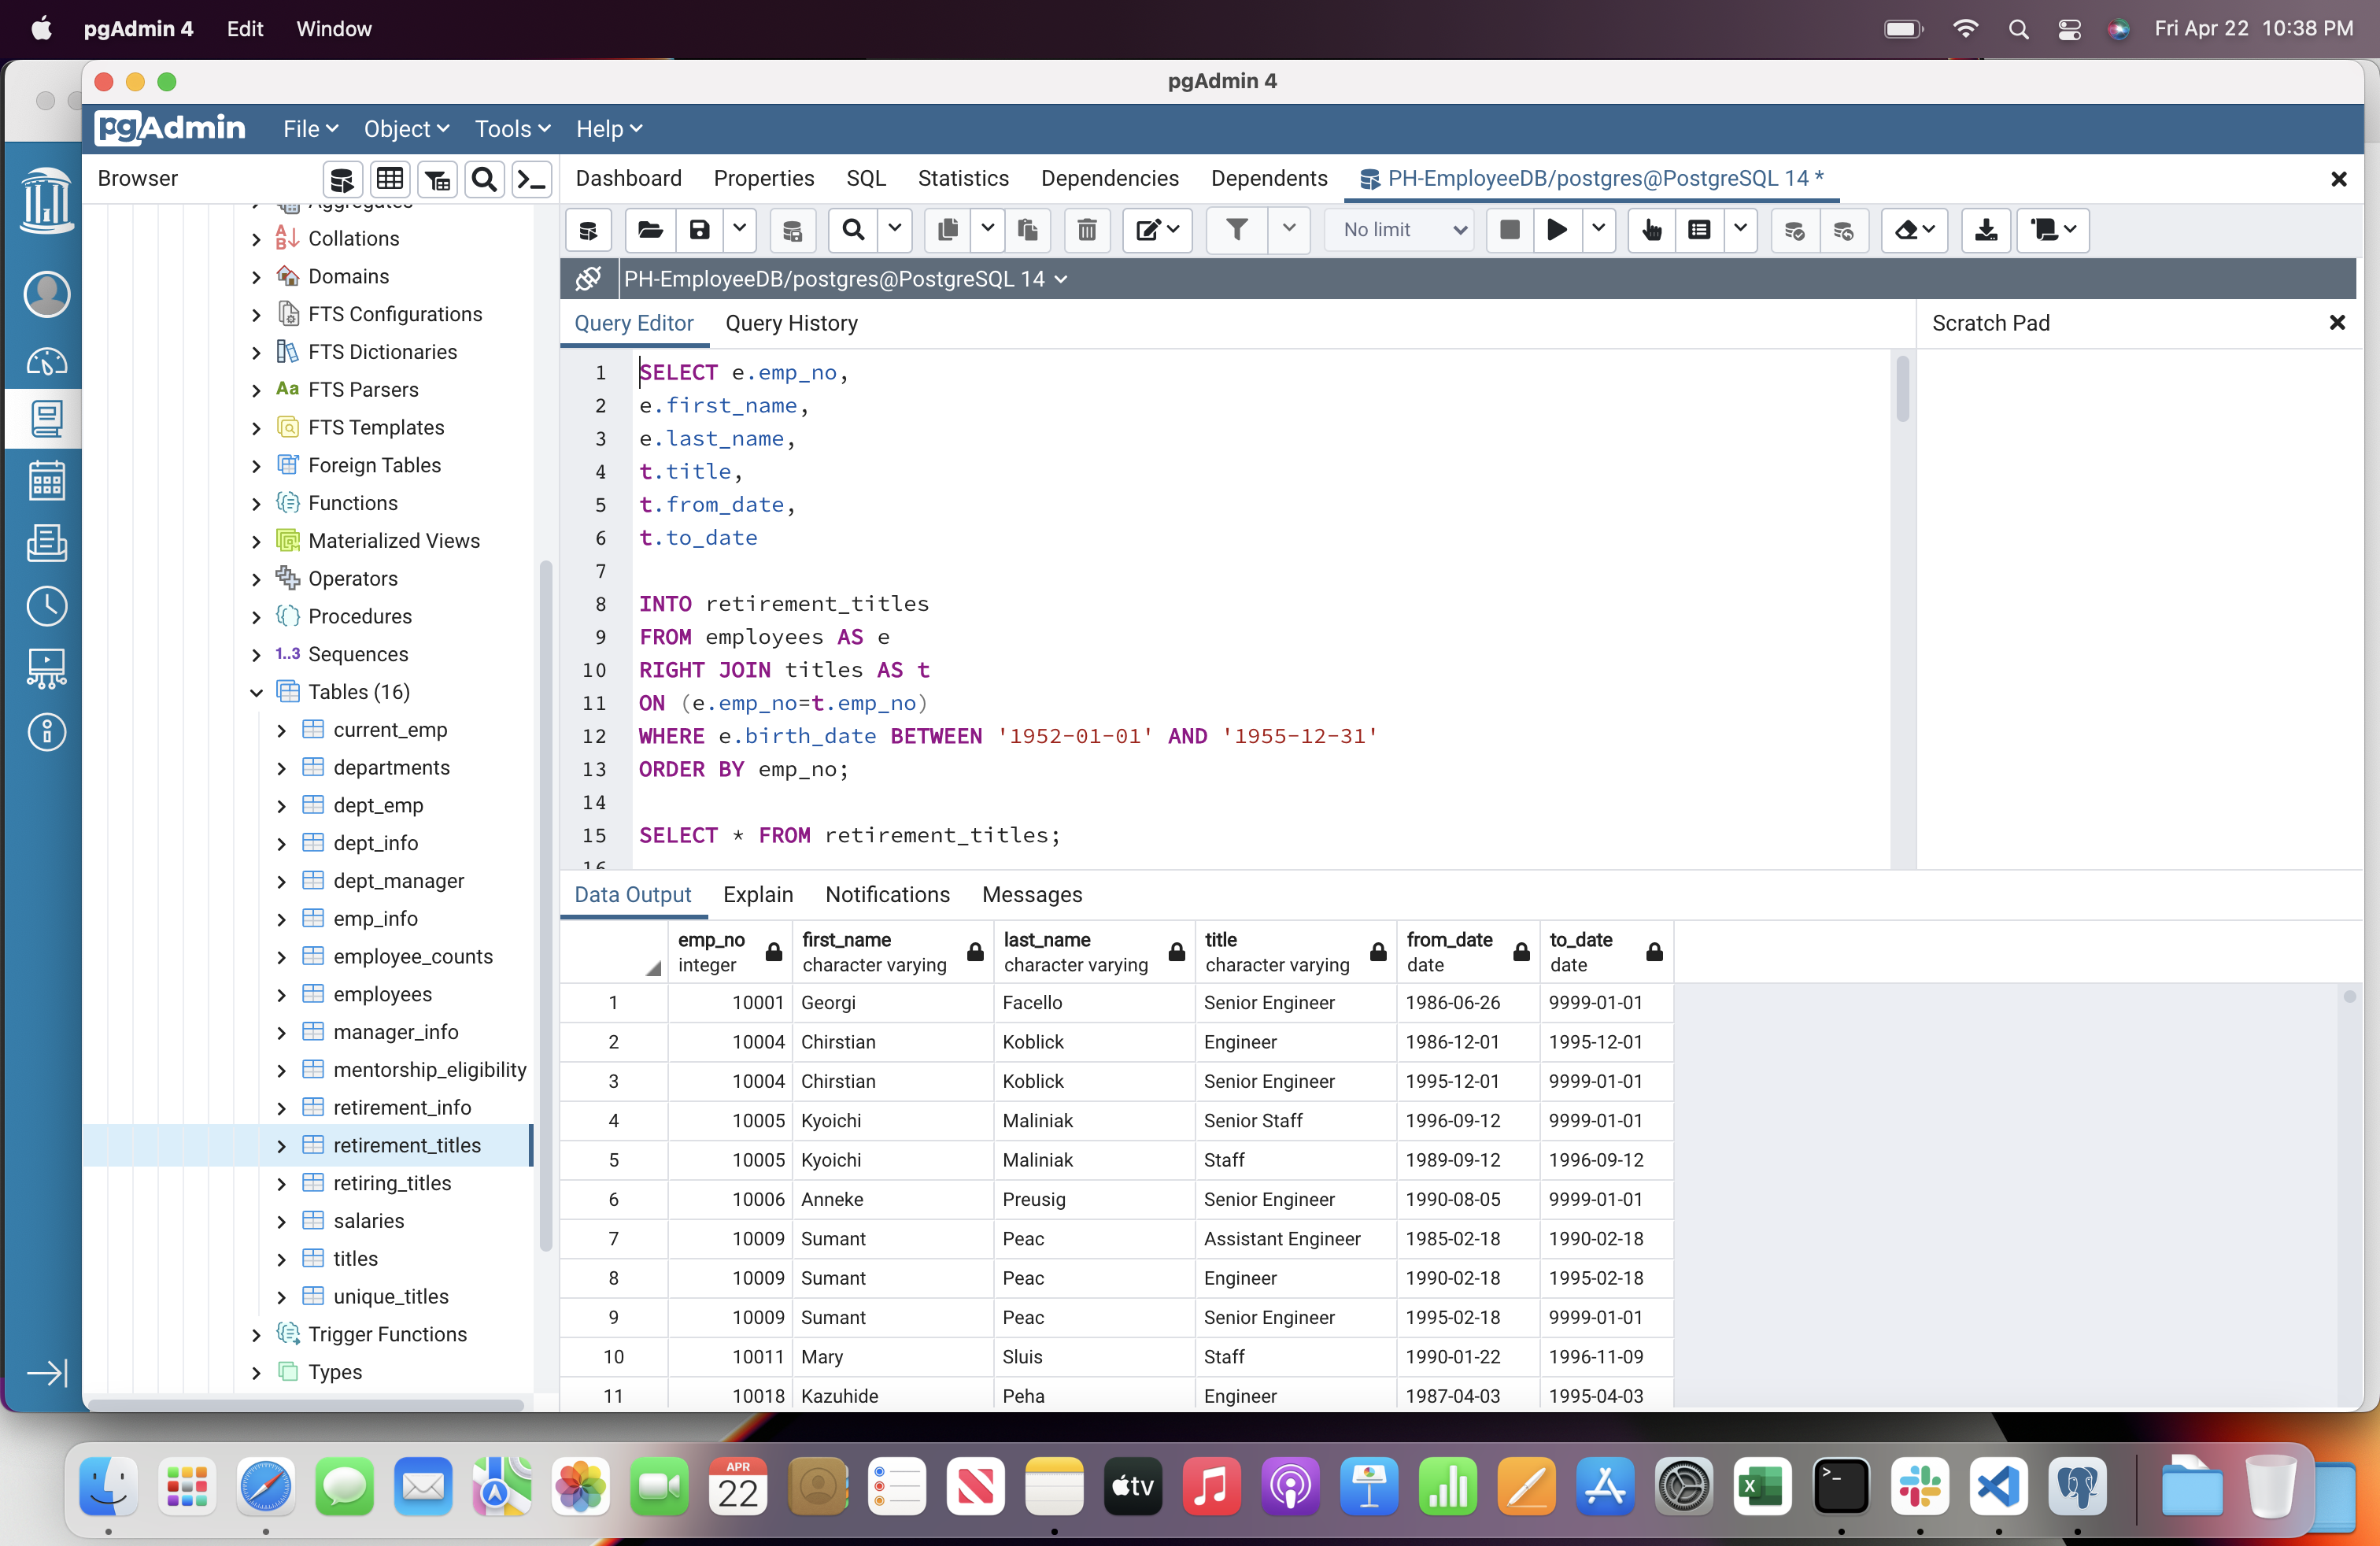 pgAdmin 4 Edit Window Fri Apr 22 10:38 PM
pgAdmin 4
pgAdmin File Object Tools Help
Browser
Dashboard Properties SQL Statistics Dependencies Dependents PH-EmployeeDB/postgres@PostgreSQL 14 *
No limit
PH-EmployeeDB/postgres@PostgreSQL 14
Query Editor Query History
Scratch Pad
Aggregates
Collations
Domains
FTS Configurations
FTS Dictionaries
Aa FTS Parsers
FTS Templates
Foreign Tables
Functions
Materialized Views
Operators
Procedures
1..3 Sequences
Tables (16)
current_emp
departments
dept_emp
dept_info
dept_manager
emp_info
employee_counts
employees
manager_info
mentorship_eligibility
retirement_info
retirement_titles
retiring_titles
salaries
titles
unique_titles
Trigger Functions
Types
1 SELECT e.emp_no,
2 e.first_name,
3 e.last_name,
4 t.title,
5 t.from_date,
6 t.to_date
7
8 INTO retirement_titles
9 FROM employees AS e
10 RIGHT JOIN titles AS t
11 ON (e.emp_no=t.emp_no)
12 WHERE e.birth_date BETWEEN '1952-01-01' AND '1955-12-31'
13 ORDER BY emp_no;
14
15 SELECT * FROM retirement_titles;
16
Data Output Explain Notifications Messages
emp_no first_name last_name title from_date to_date
integer character varying character varying character varying date date
1 10001 Georgi Facello Senior Engineer 1986-06-26 9999-01-01
2 10004 Chirstian Koblick Engineer 1986-12-01 1995-12-01
3 10004 Chirstian Koblick Senior Engineer 1995-12-01 9999-01-01
4 10005 Kyoichi Maliniak Senior Staff 1996-09-12 9999-01-01
5 10005 Kyoichi Maliniak Staff 1989-09-12 1996-09-12
6 10006 Anneke Preusig Senior Engineer 1990-08-05 9999-01-01
7 10009 Sumant Peac Assistant Engineer 1985-02-18 1990-02-18
8 10009 Sumant Peac Engineer 1990-02-18 1995-02-18
9 10009 Sumant Peac Senior Engineer 1995-02-18 9999-01-01
10 10011 Mary Sluis Staff 1990-01-22 1996-11-09
11 10018 Kazuhide Peha Engineer 1987-04-03 1995-04-03
APR
22
tv
X